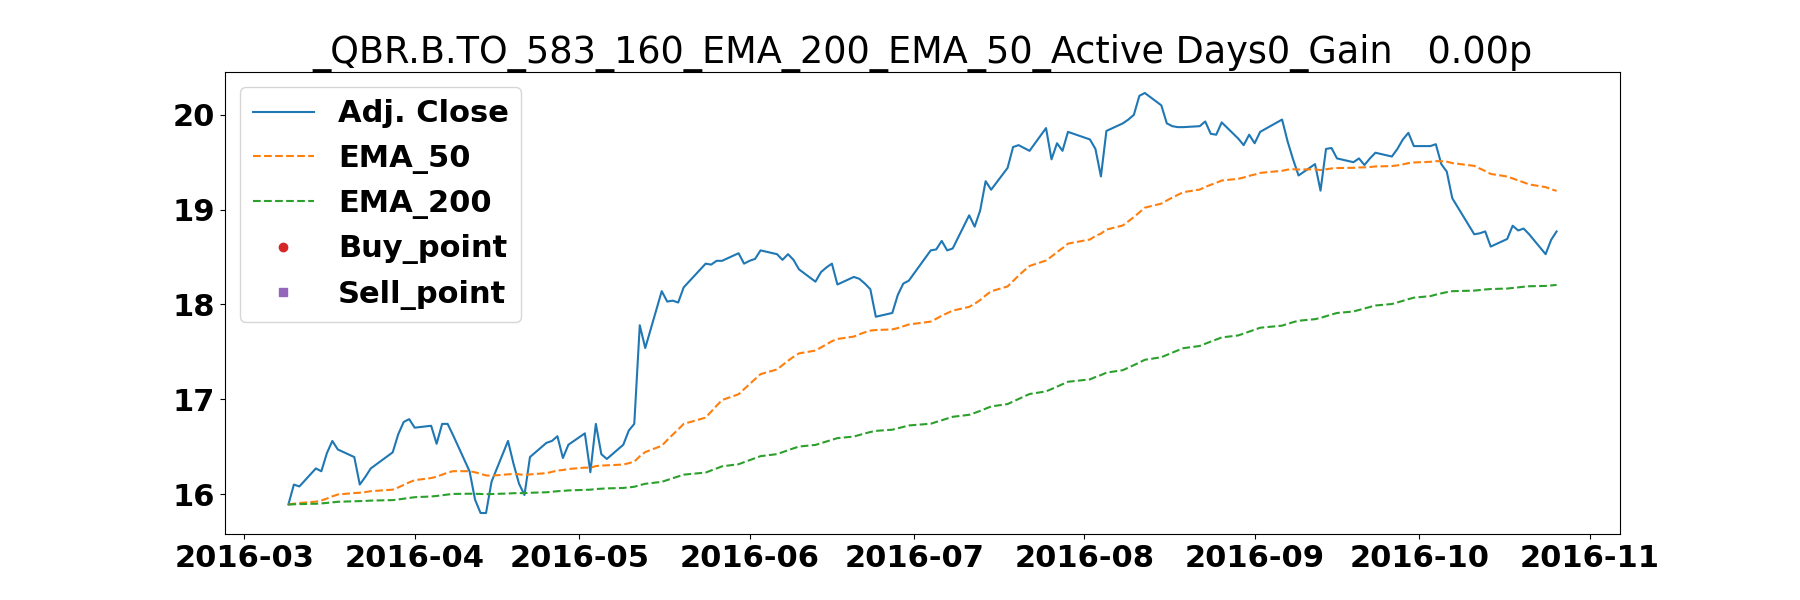 _QBR.B.TO_583_160_EMA_200_EMA_50_Active Days0_Gain   0.00p
Adj. Close
EMA_50
EMA_200
Buy_point
Sell_point
20
19
18
17
16
2016-03 2016-04 2016-05 2016-06 2016-07 2016-08 2016-09 2016-10 2016-11